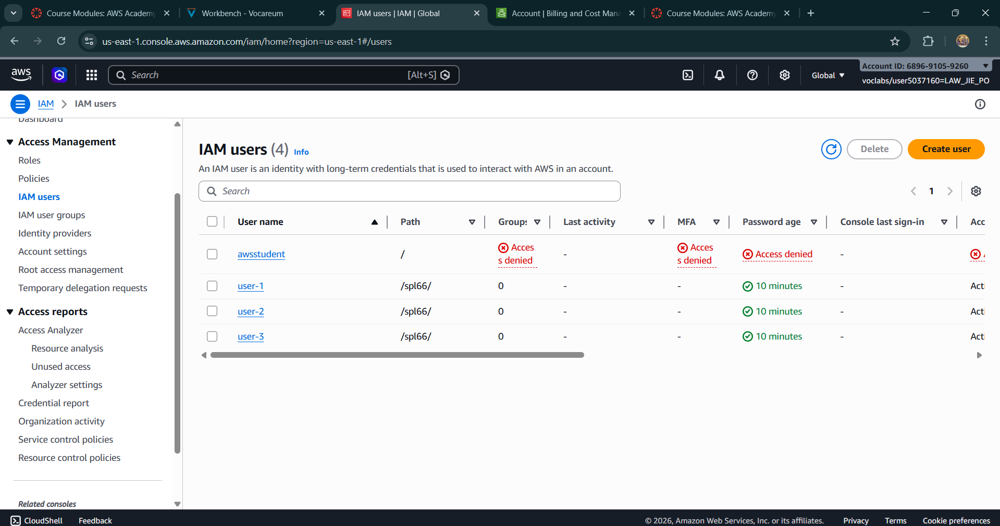 Course Modules: AWS Academy
Workbench - Vocareum
IAM users | IAM | Global
Account | Billing and Cost Mana
Course Modules: AWS Academy
us-east-1.console.aws.amazon.com/iam/home?region=us-east-1#/users
aws
Search
[Alt+S]
Global
Account ID: 6896-9105-9260
voclabs/user5037160=LAW_JIE_PO
IAM
IAM users
Dashboard
Access Management
Roles
Policies
IAM users
IAM user groups
Identity providers
Account settings
Root access management
Temporary delegation requests
Access reports
Access Analyzer
Resource analysis
Unused access
Analyzer settings
Credential report
Organization activity
Service control policies
Resource control policies
Related consoles
IAM users (4) Info
Delete
Create user
An IAM user is an identity with long-term credentials that is used to interact with AWS in an account.
Search
1
User name Path Groups Last activity MFA Password age Console last sign-in Acc
awsstudent / Access denied - Access denied Access denied - A
user-1 /spl66/ 0 - - 10 minutes - Acti
user-2 /spl66/ 0 - - 10 minutes - Acti
user-3 /spl66/ 0 - - 10 minutes - Acti
CloudShell Feedback © 2026, Amazon Web Services, Inc. or its affiliates. Privacy Terms Cookie preferences